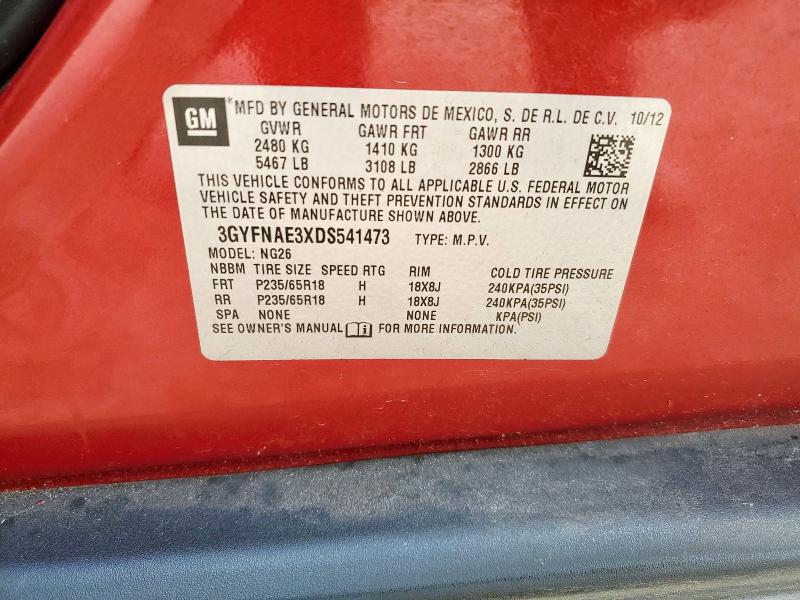 GM *MFD BY GENERAL MOTORS DE MEXICO, S. DE R.L. DE C.V. 10/12
GVWR GAWR FRT GAWR RR
2480 KG 1410 KG 1300 KG
5467 LB 3108 LB 2866 LB
THIS VEHICLE CONFORMS TO ALL APPLICABLE U.S. FEDERAL MOTOR
VEHICLE SAFETY AND THEFT PREVENTION STANDARDS IN EFFECT ON
THE DATE OF MANUFACTURE SHOWN ABOVE.
3GYFNAE3XDS541473 TYPE: M.P.V.
MODEL: NG26
NBBM TIRE SIZE SPEED RTG RIM COLD TIRE PRESSURE
FRT P235/65R18 H 18X8J 240KPA(35PSI)
RR P235/65R18 H 18X8J 240KPA(35PSI)
SPA NONE NONE KPA(PSI)
SEE OWNER'S MANUAL FOR MORE INFORMATION.